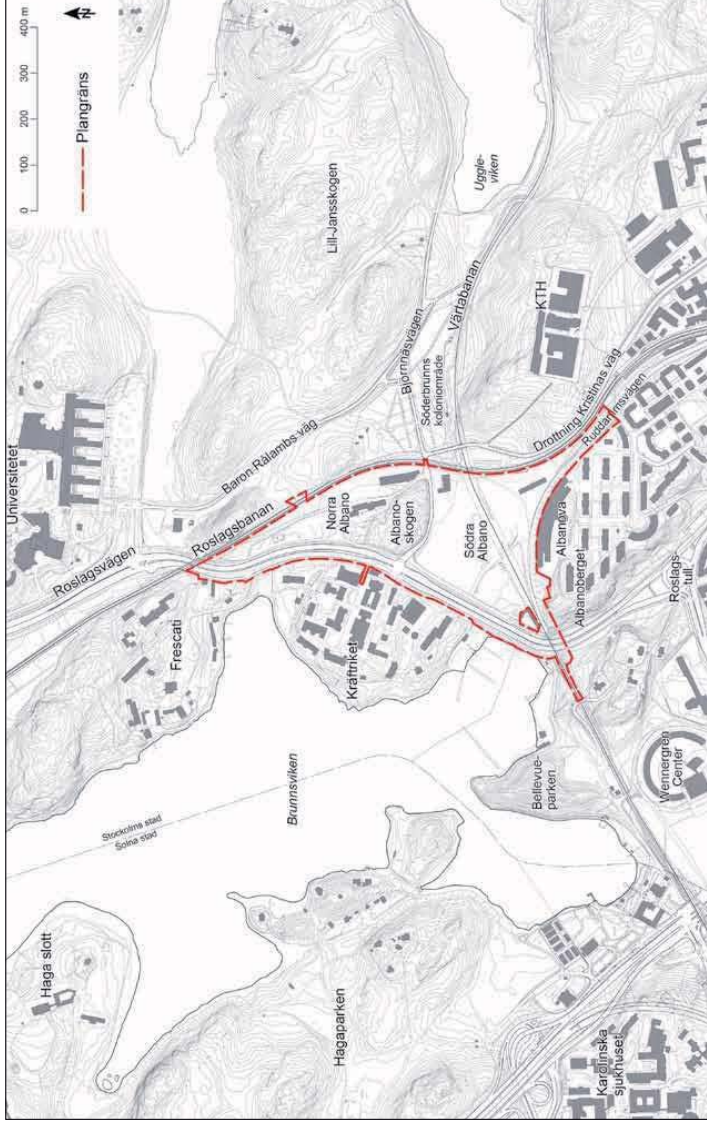 0 100 200 300 400 m
N
Plangräns
Universitetet
Roslagsvägen
Roslagsbanan
Baron Rålambs väg
Lill-Jansskogen
Frescati
Haga slott
Stockholms stad
Solna stad
Brunnsviken
Norra
Albano
Albano-
skogen
Kräftriket
Hagaparken
Björnnäsvägen
Söderbrunns
koloniområde
Uggle-
viken
Värtabanan
Södra
Albano
KTH
Drottning Kristinas väg
Ruddammsvägen
Albanova
Albanoberget
Bellevue-
parken
Roslags-
tull
Wennergren
Center
Karolinska
sjukhuset